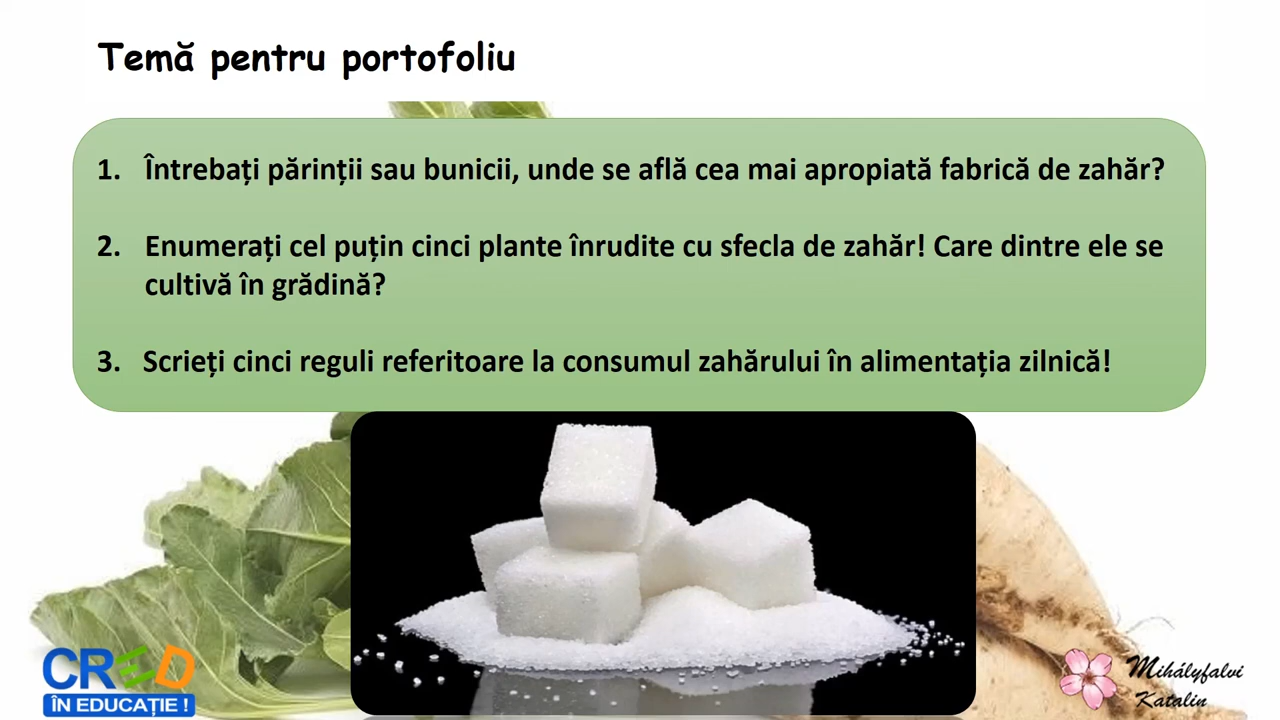 Temă pentru portofoliu
1. Întrebați părinții sau bunicii, unde se află cea mai apropiată fabrică de zahăr?
2. Enumerați cel puțin cinci plante înrudite cu sfecla de zahăr! Care dintre ele se
cultivă în grădină?
3. Scrieți cinci reguli referitoare la consumul zahărului în alimentația zilnică!
CRED
ÎN EDUCAȚIE !
Mihályfalvi
Katalin